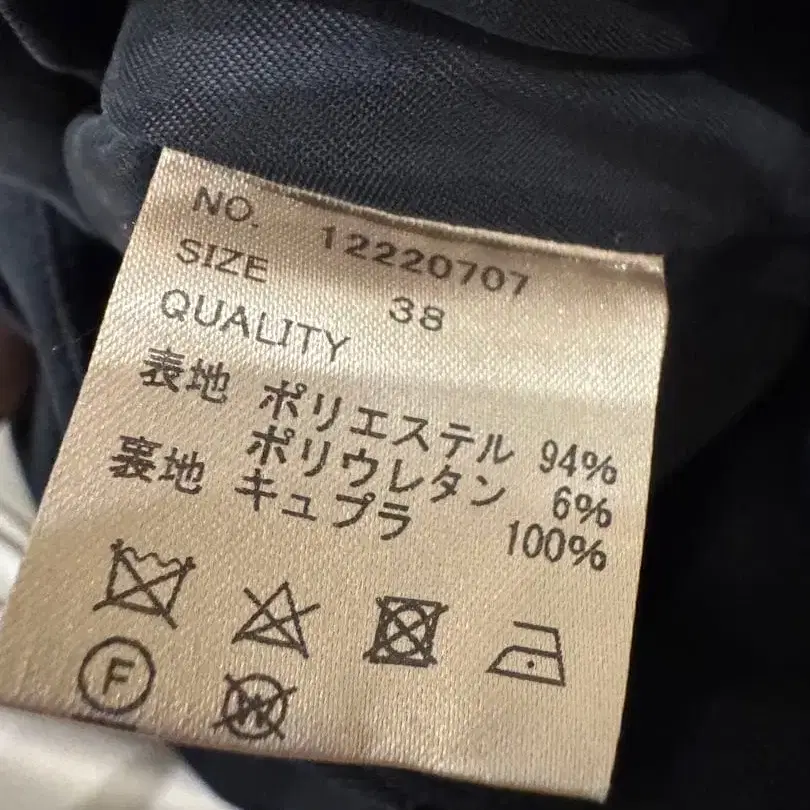 NO. 12220707
SIZE 38
QUALITY
表地 ポリエステル 94%
ポリウレタン 6%
裏地 キュプラ 100%
F
W